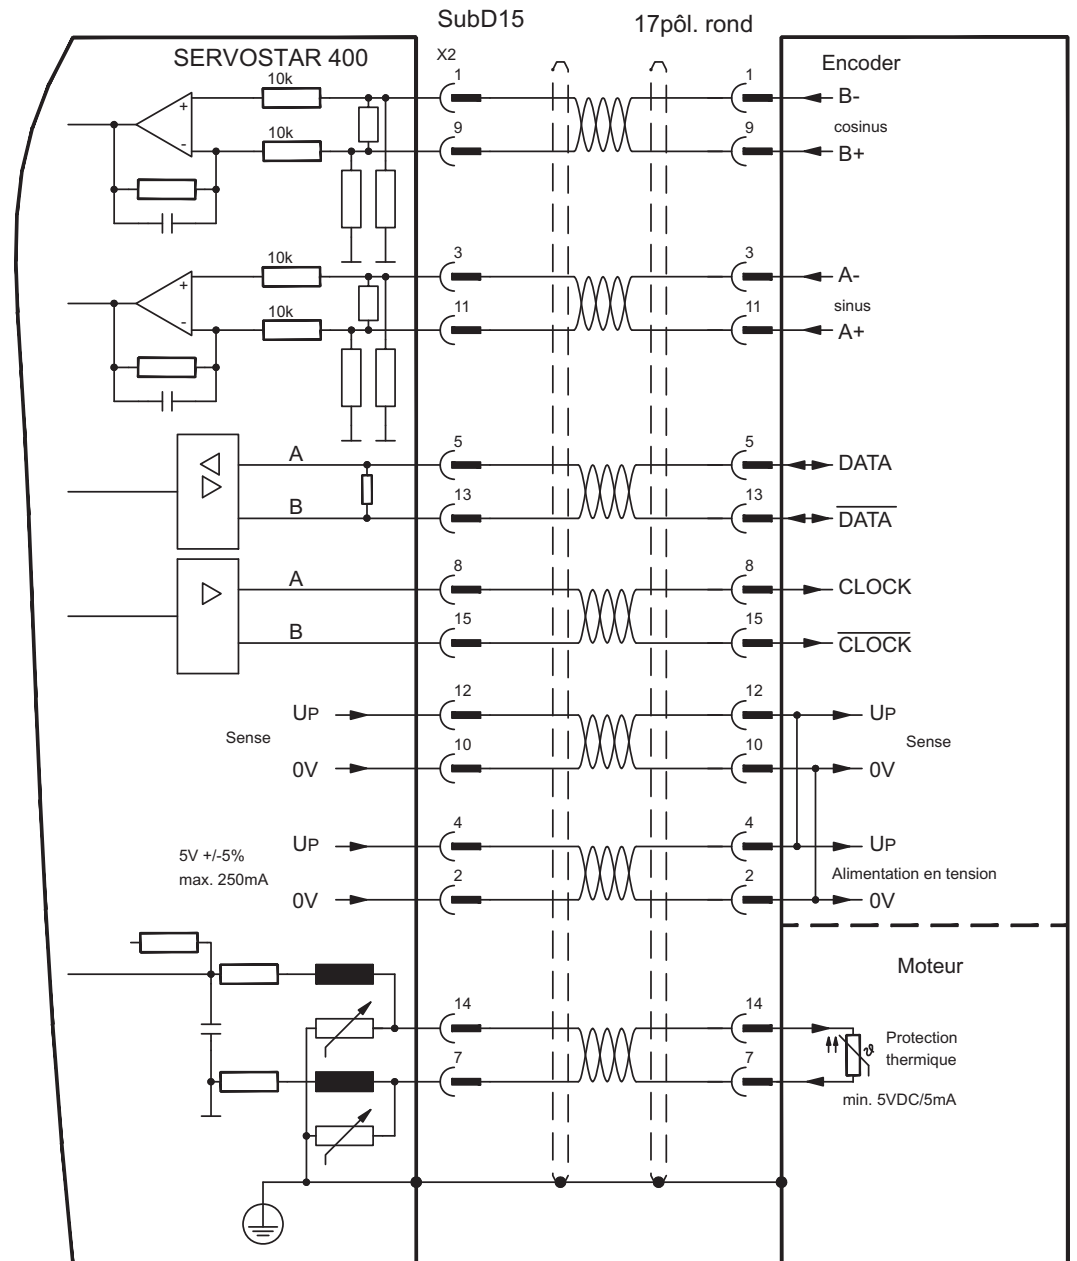 SubD15
17pôl. rond
SERVOSTAR 400
X2
Encoder
10k
1
1
B-
cosinus
10k
9
9
B+
10k
3
3
A-
sinus
10k
11
11
A+
+
-
+
-
A
5
5
DATA
B
13
13
DATA
A
8
8
CLOCK
B
15
15
CLOCK
UP
12
12
UP
Sense
Sense
0V
10
10
0V
UP
4
4
UP
5V +/-5%
max. 250mA
Alimentation en tension
0V
2
2
0V
Moteur
14
14
Protection
thermique
ϑ
7
7
min. 5VDC/5mA